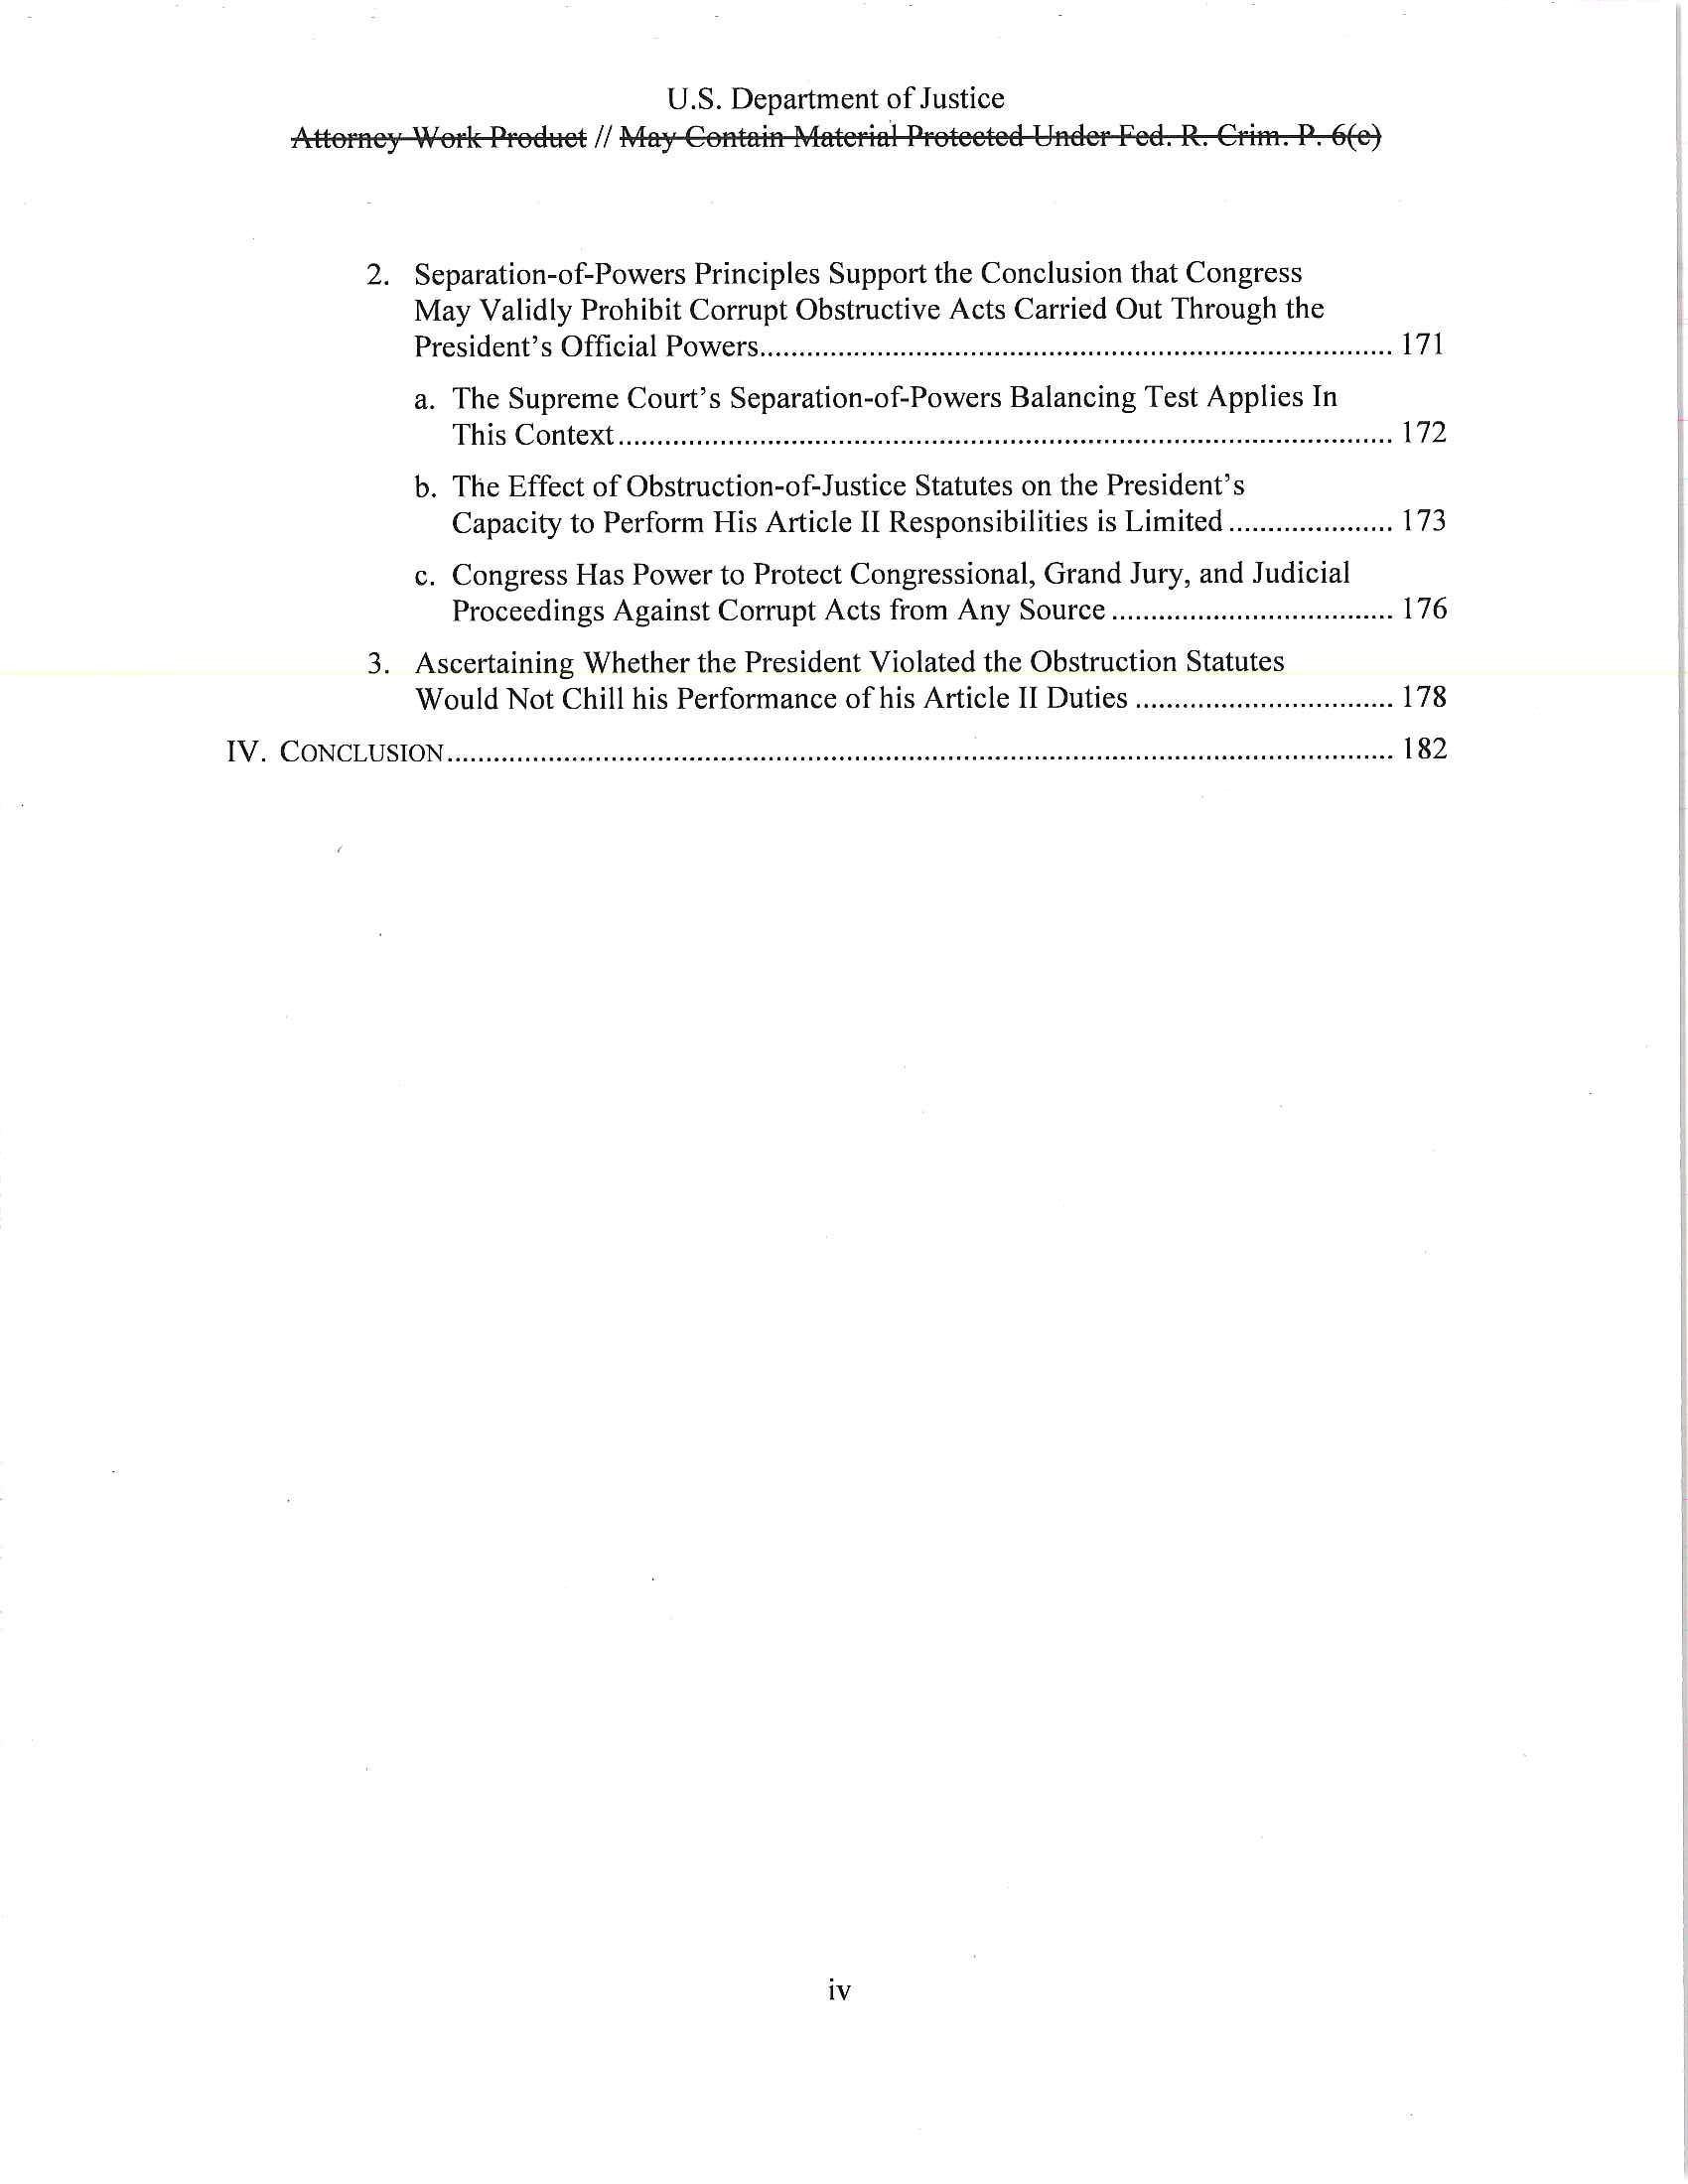 U.S. Department of Justice
Attorney Work Product // May Contain Material Protected Under Fed. R. Crim. P. 6(e)
2. Separation-of-Powers Principles Support the Conclusion that Congress
May Validly Prohibit Corrupt Obstructive Acts Carried Out Through the
President's Official Powers................................................................................ 171
a. The Supreme Court's Separation-of-Powers Balancing Test Applies In
This Context.................................................................................................. 172
b. The Effect of Obstruction-of-Justice Statutes on the President's
Capacity to Perform His Article II Responsibilities is Limited ..................... 173
c. Congress Has Power to Protect Congressional, Grand Jury, and Judicial
Proceedings Against Corrupt Acts from Any Source .................................... 176
3. Ascertaining Whether the President Violated the Obstruction Statutes
Would Not Chill his Performance of his Article II Duties ................................. 178
IV. CONCLUSION........................................................................................................................ 182
iv